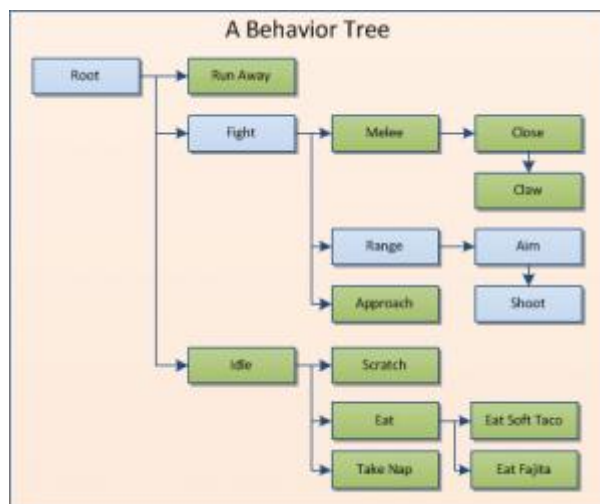 A Behavior Tree
Root
Run Away
Fight
Melee
Close
Claw
Range
Aim
Shoot
Approach
Idle
Scratch
Eat
Eat Soft Taco
Eat Fajita
Take Nap